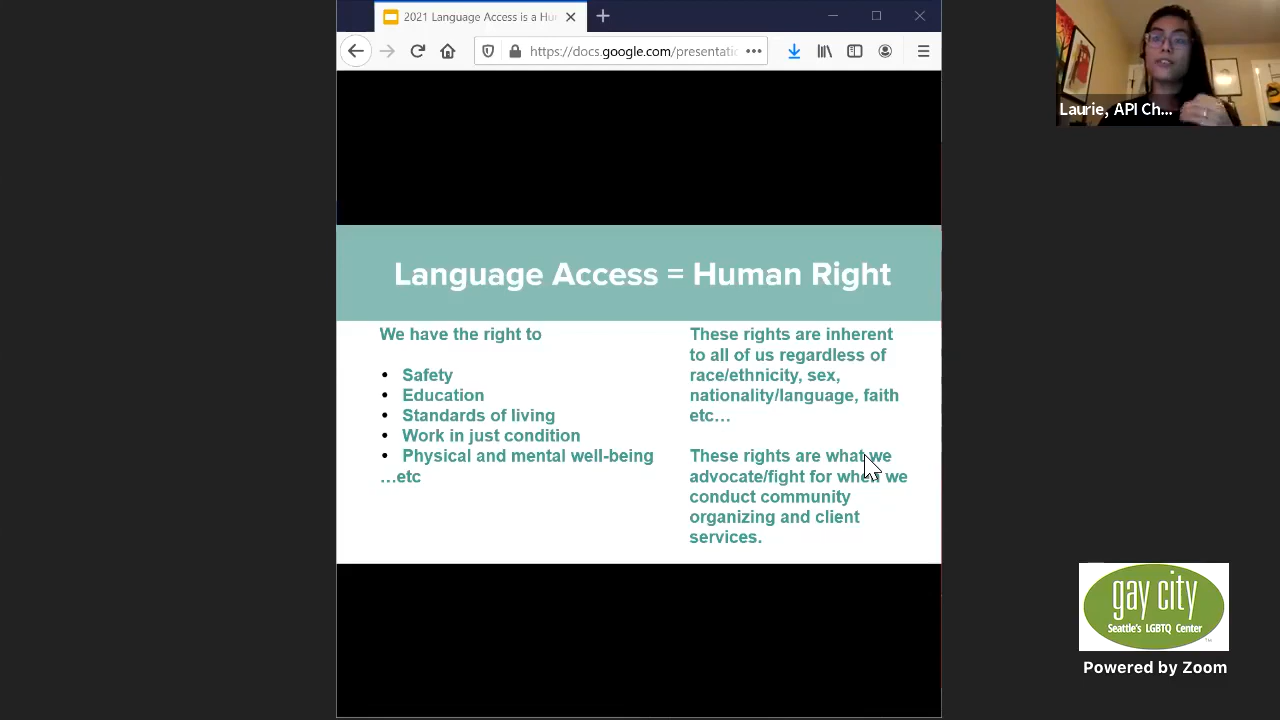 2021 Language Access is a Hu
https://docs.google.com/presentati
Laurie, API Ch...
Language Access = Human Right
We have the right to
• Safety
• Education
• Standards of living
• Work in just condition
• Physical and mental well-being
...etc
These rights are inherent
to all of us regardless of
race/ethnicity, sex,
nationality/language, faith
etc...
These rights are what we
advocate/fight for when we
conduct community
organizing and client
services.
gay city
Seattle's LGBTQ Center
Powered by Zoom